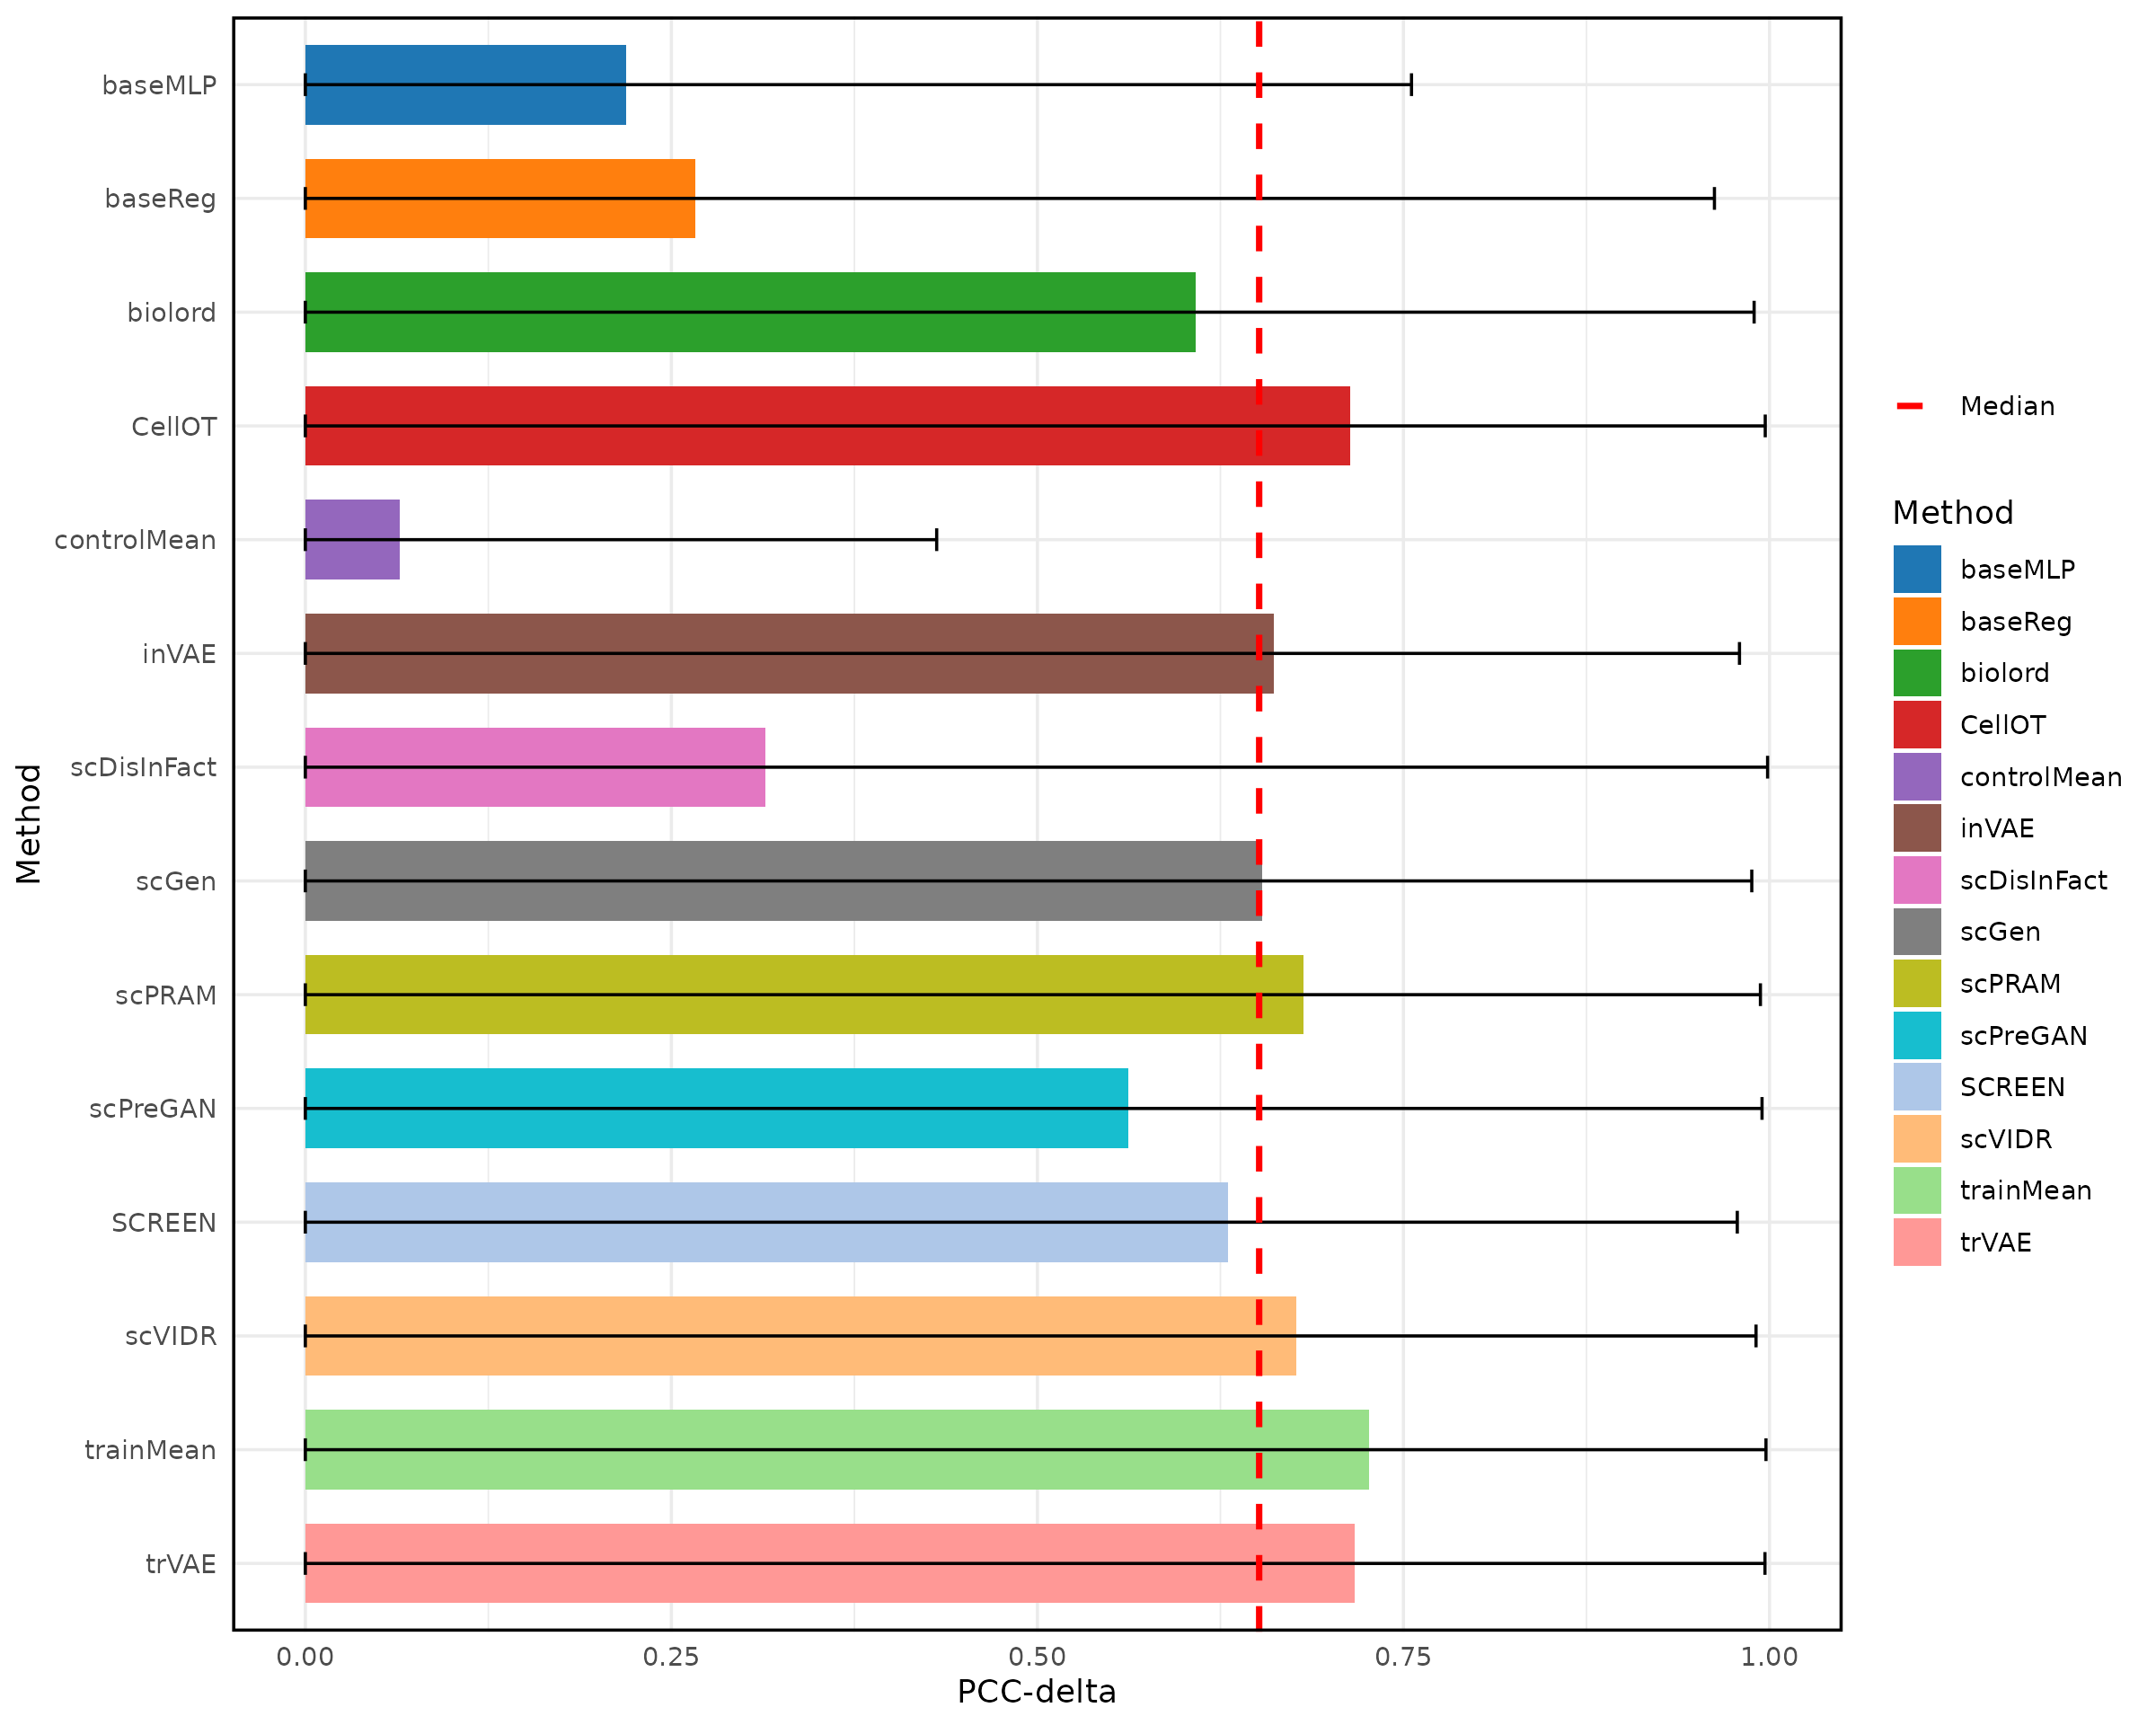 baseMLP
baseReg
biolord
CellOT
controlMean
inVAE
scDisInFact
scGen
scPRAM
scPreGAN
SCREEN
scVIDR
trainMean
trVAE
Method
0.00 0.25 0.50 0.75 1.00
PCC-delta
Median
Method
baseMLP
baseReg
biolord
CellOT
controlMean
inVAE
scDisInFact
scGen
scPRAM
scPreGAN
SCREEN
scVIDR
trainMean
trVAE